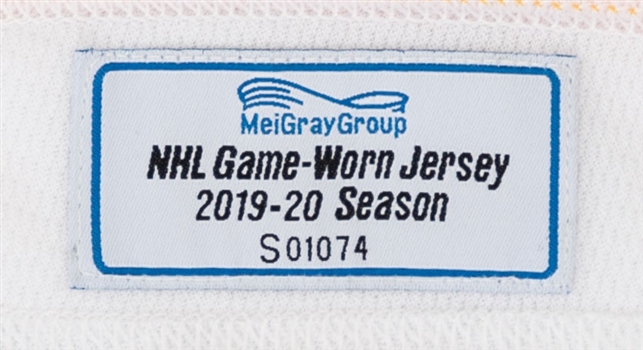 MeiGrayGroup
NHL Game-Worn Jersey
2019-20 Season
S01074